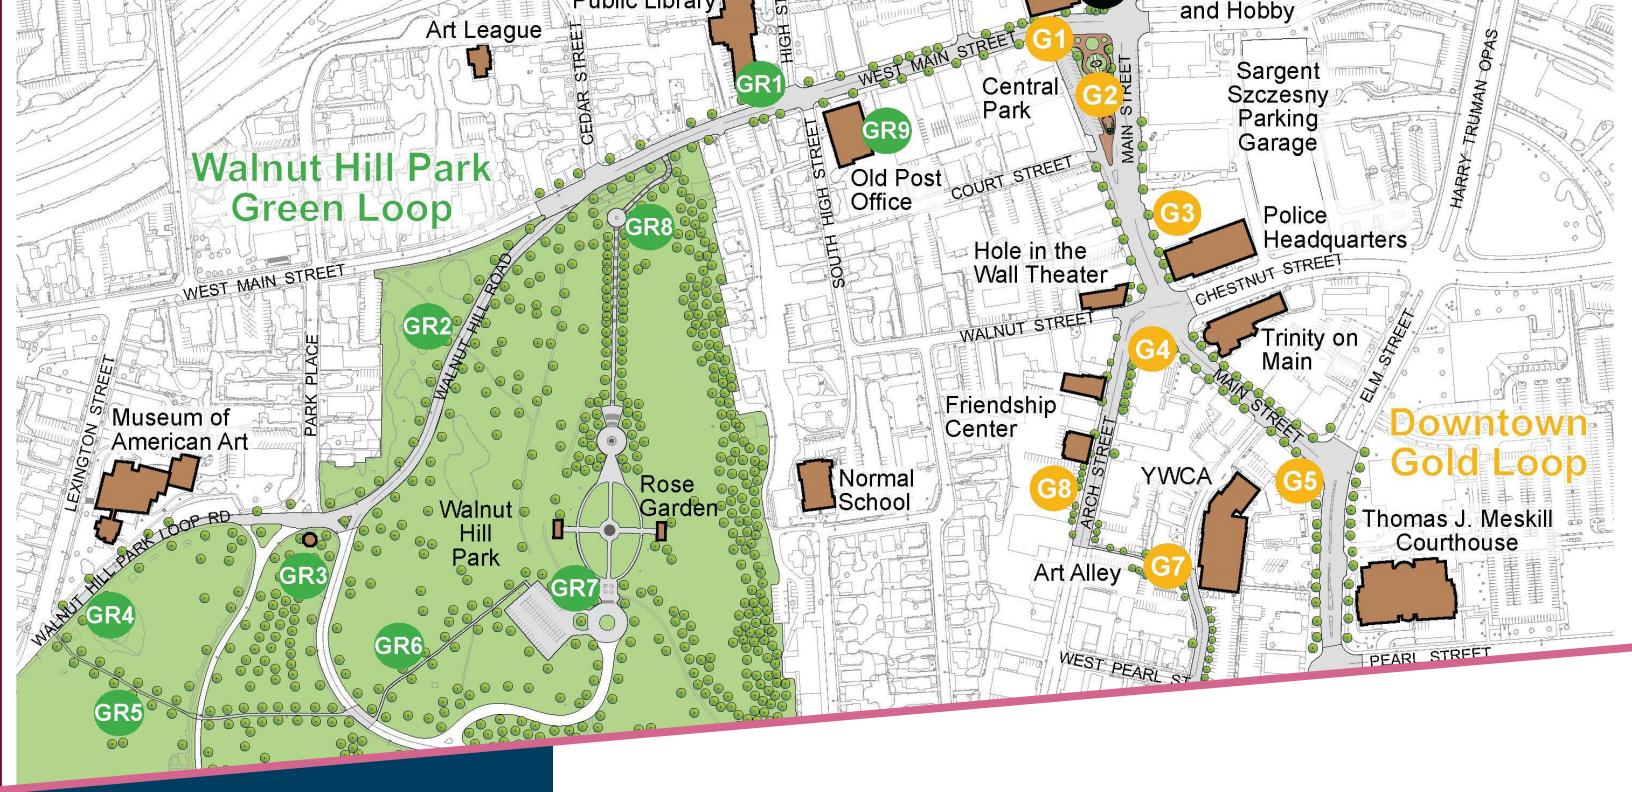 Public Library
and Hobby
Art League
CEDAR STREET
HIGH ST
WEST MAIN STREET
G1
GR1
Central
Park
G2
MAIN STREET
Sargent
Szczesny
Parking
Garage
HARRY TRUMAN OPAS
GR9
Old Post
Office
SOUTH HIGH STREET
COURT STREET
Walnut Hill Park
Green Loop
GR8
G3
Police
Headquarters
Hole in the
Wall Theater
CHESTNUT STREET
WEST MAIN STREET
WALNUT HILL ROAD
GR2
WALNUT STREET
G4
Trinity on
Main
MAIN STREET
ELM STREET
PARK PLACE
LEXINGTON STREET
Museum of
American Art
Friendship
Center
Downtown
Gold Loop
Normal
School
Rose
Garden
Walnut
Hill
Park
ARCH STREET
G8
YWCA
G5
Thomas J. Meskill
Courthouse
WALNUT HILL PARK LOOP RD
GR3
GR7
Art Alley
G7
GR4
GR6
GR5
WEST PEARL ST
PEARL STREET